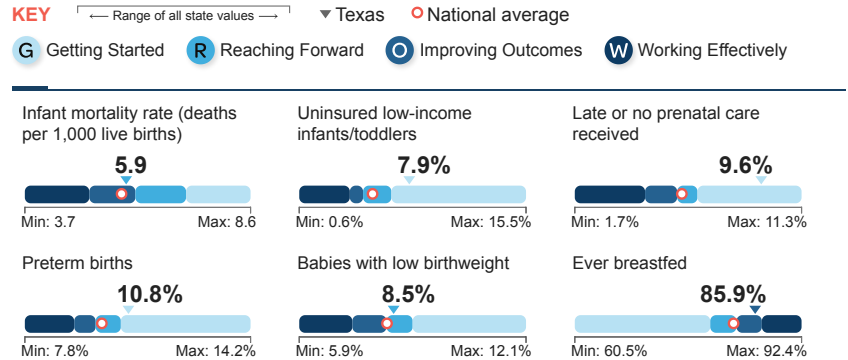 KEY
Range of all state values
Texas
National average
G Getting Started
R Reaching Forward
O Improving Outcomes
W Working Effectively
Infant mortality rate (deaths
per 1,000 live births)
5.9
Min: 3.7
Max: 8.6
Uninsured low-income
infants/toddlers
7.9%
Min: 0.6%
Max: 15.5%
Late or no prenatal care
received
9.6%
Min: 1.7%
Max: 11.3%
Preterm births
10.8%
Min: 7.8%
Max: 14.2%
Babies with low birthweight
8.5%
Min: 5.9%
Max: 12.1%
Ever breastfed
85.9%
Min: 60.5%
Max: 92.4%